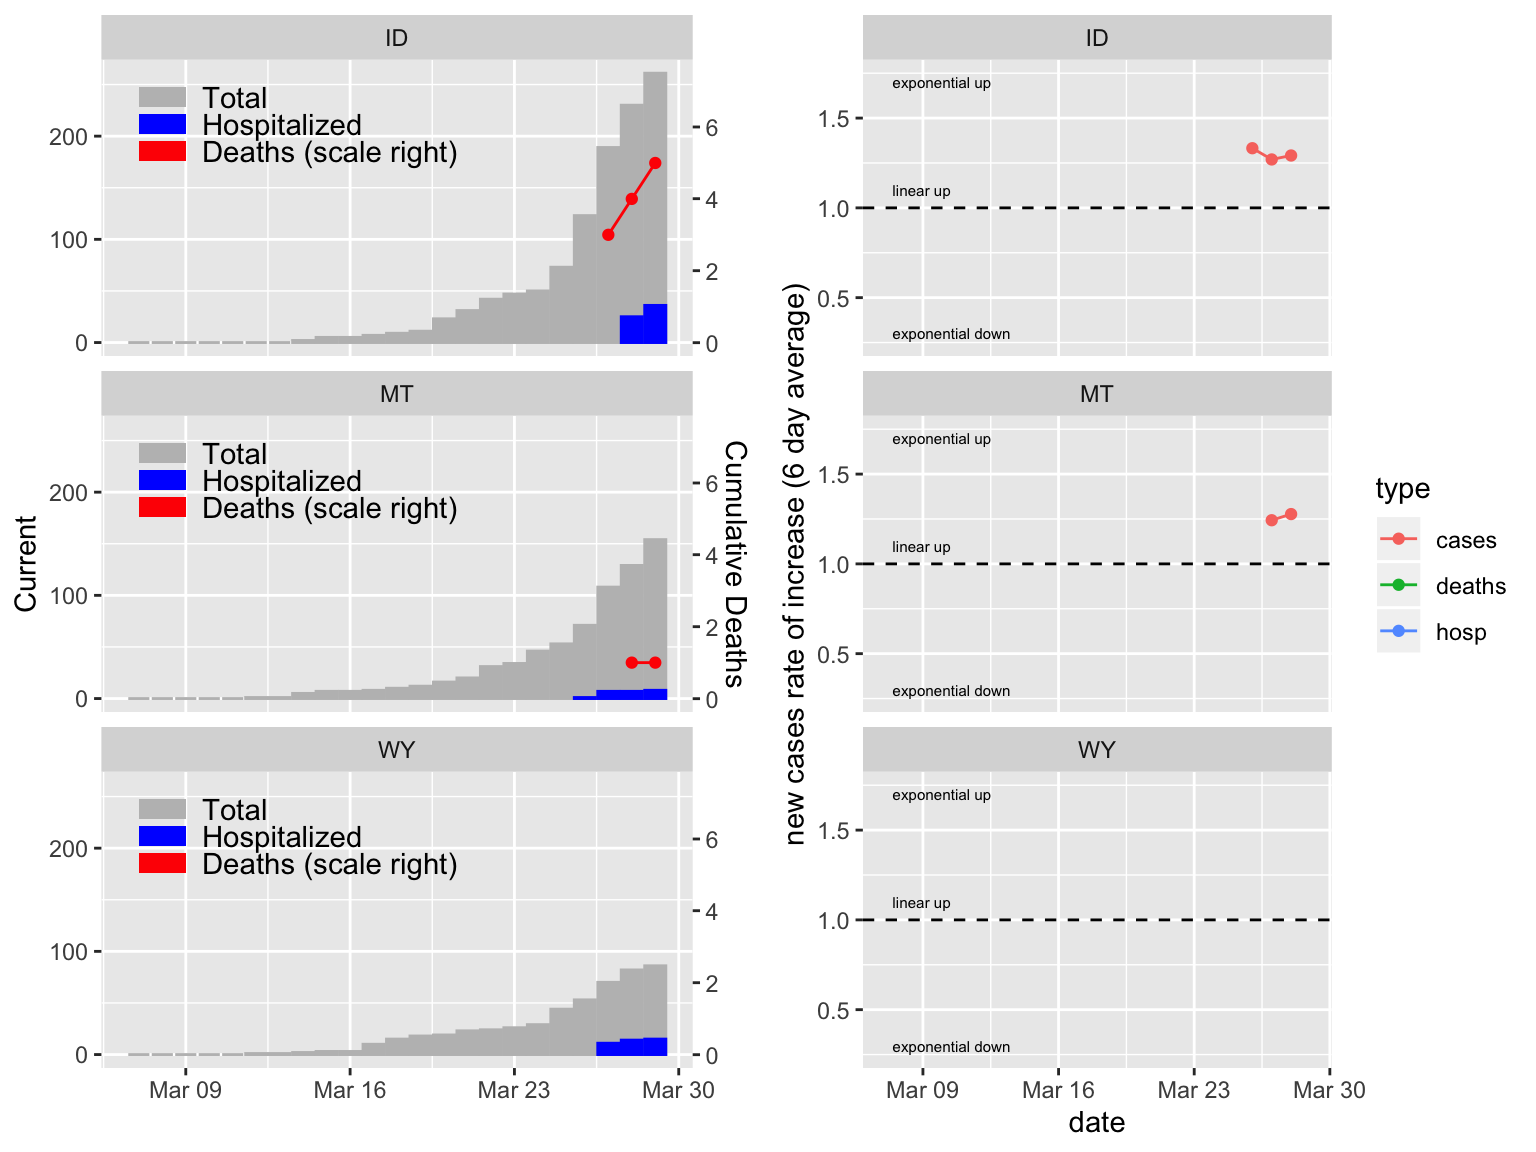 ID
Total
Hospitalized
Deaths (scale right)
200
100
0
6
4
2
0
MT
Total
Hospitalized
Deaths (scale right)
200
100
0
6
4
2
0
WY
Total
Hospitalized
Deaths (scale right)
200
100
0
6
4
2
0
Mar 09
Mar 16
Mar 23
Mar 30
Current
Cumulative Deaths
ID
exponential up
linear up
exponential down
1.5
1.0
0.5
MT
exponential up
linear up
exponential down
1.5
1.0
0.5
WY
exponential up
linear up
exponential down
1.5
1.0
0.5
Mar 09
Mar 16
Mar 23
Mar 30
date
new cases rate of increase (6 day average)
type
cases
deaths
hosp